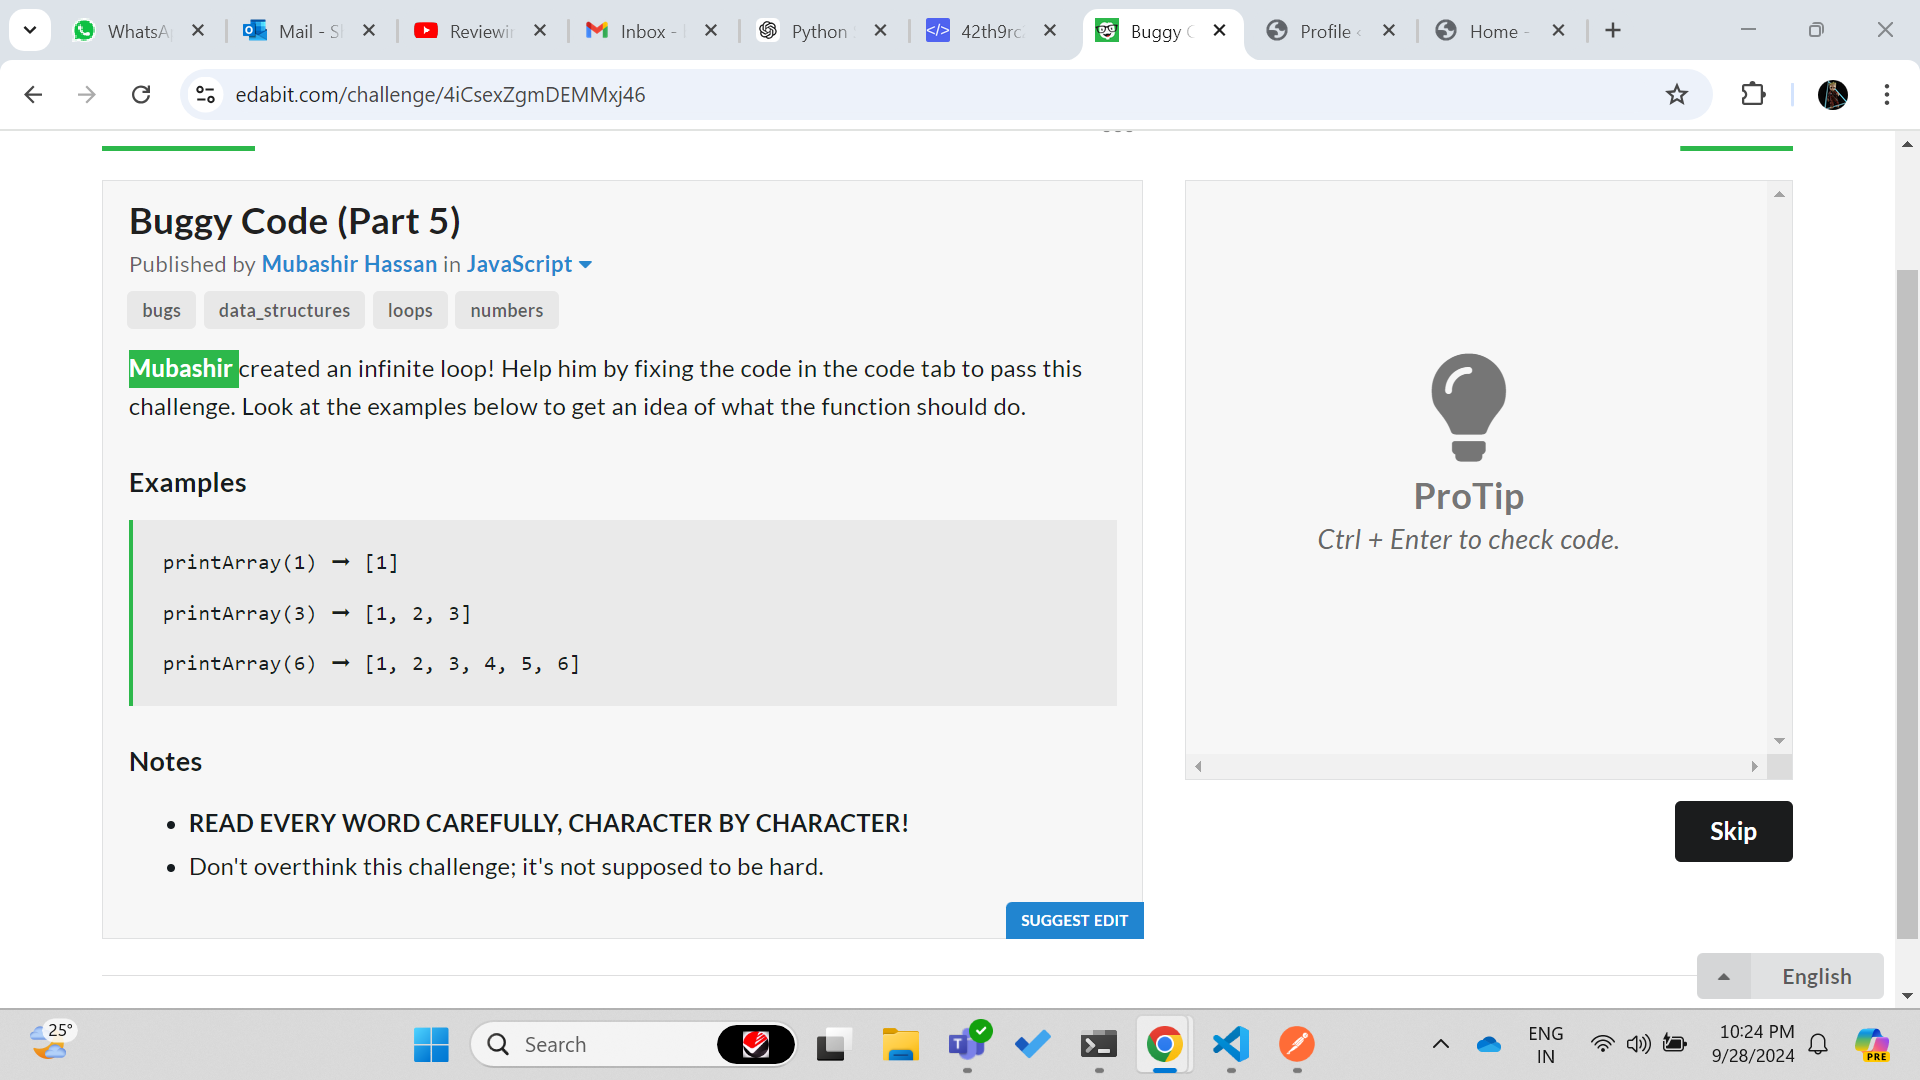 WhatsA
Mail - S
Reviewin
Inbox -
Python
42th9rc
Buggy C
Profile
Home -
edabit.com/challenge/4iCsexZgmDEMMxj46
Buggy Code (Part 5)
Published by Mubashir Hassan in JavaScript
bugs data_structures loops numbers
Mubashir created an infinite loop! Help him by fixing the code in the code tab to pass this
challenge. Look at the examples below to get an idea of what the function should do.
Examples
printArray(1) ➞ [1]
printArray(3) ➞ [1, 2, 3]
printArray(6) ➞ [1, 2, 3, 4, 5, 6]
Notes
• READ EVERY WORD CAREFULLY, CHARACTER BY CHARACTER!
• Don't overthink this challenge; it's not supposed to be hard.
SUGGEST EDIT
ProTip
Ctrl + Enter to check code.
Skip
English
25°
Search
ENG
IN
10:24 PM
9/28/2024
PRE